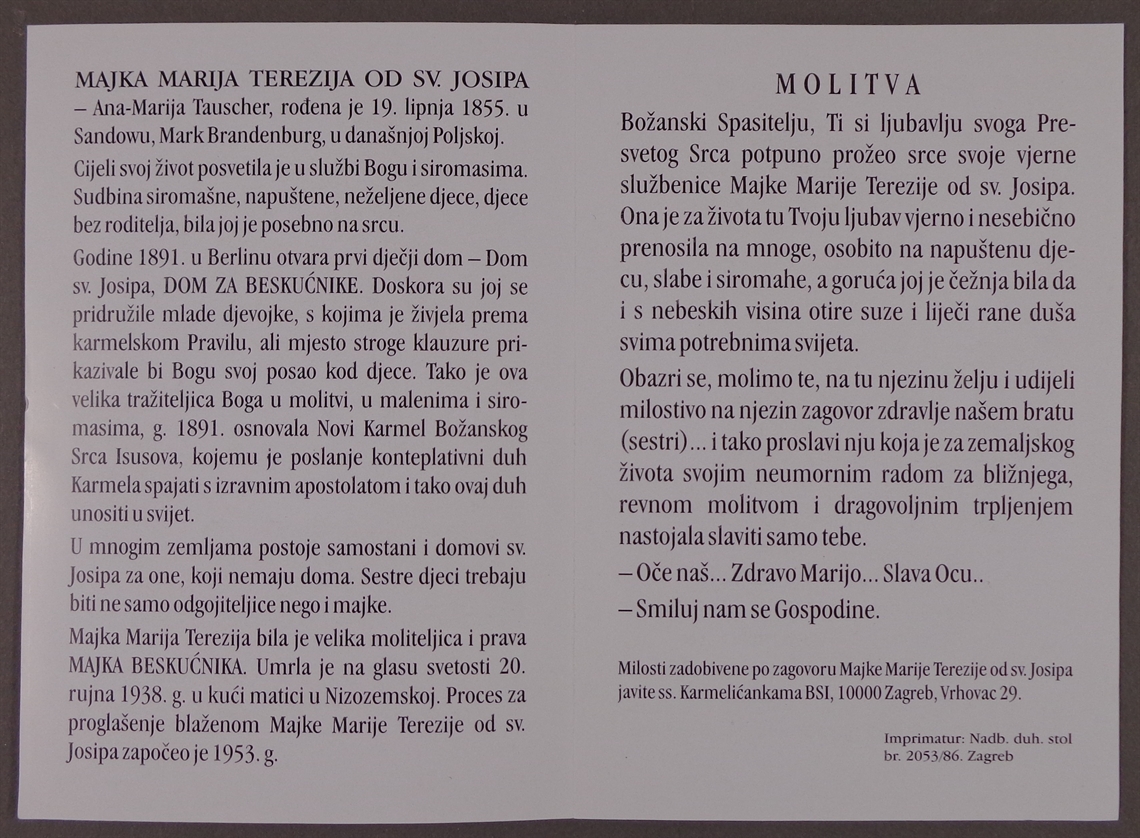 MAJKA MARIJA TEREZIJA OD SV. JOSIPA
– Ana-Marija Tauscher, rođena je 19. lipnja 1855. u
Sandowu, Mark Brandenburg, u današnjoj Poljskoj.
Cijeli svoj život posvetila je u službi Bogu i siromasima.
Sudbina siromašne, napuštene, neželjene djece, djece
bez roditelja, bila joj je posebno na srcu.
Godine 1891. u Berlinu otvara prvi dječji dom – Dom
sv. Josipa, DOM ZA BESKUĆNIKE. Doskora su joj se
pridružile mlade djevojke, s kojima je živjela prema
karmelskom Pravilu, ali mjesto stroge klauzure pri-
kazivale bi Bogu svoj posao kod djece. Tako je ova
velika tražiteljica Boga u molitvi, u malenima i siro-
masima, g. 1891. osnovala Novi Karmel Božanskog
Srca Isusova, kojemu je poslanje konteplativni duh
Karmela spajati s izravnim apostolatom i tako ovaj duh
unositi u svijet.
U mnogim zemljama postoje samostani i domovi sv.
Josipa za one, koji nemaju doma. Sestre djeci trebaju
biti ne samo odgojiteljice nego i majke.
Majka Marija Terezija bila je velika moliteljica i prava
MAJKA BESKUĆNIKA. Umrla je na glasu svetosti 20.
rujna 1938. g. u kući matici u Nizozemskoj. Proces za
proglašenje blaženom Majke Marije Terezije od sv.
Josipa započeo je 1953. g.
MOLITVA
Božanski Spasitelju, Ti si ljubavlju svoga Pre-
svetog Srca potpuno prožeo srce svoje vjerne
službenice Majke Marije Terezije od sv. Josipa.
Ona je za života tu Tvoju ljubav vjerno i nesebično
prenosila na mnoge, osobito na napuštenu dje-
cu, slabe i siromahe, a goruća joj je čežnja bila da
i s nebeskih visina otire suze i liječi rane duša
svima potrebnima svijeta.
Obazri se, molimo te, na tu njezinu želju i udijeli
milostivo na njezin zagovor zdravlje našem bratu
(sestri)... i tako proslavi nju koja je za zemaljskog
života svojim neumornim radom za bližnjega,
revnom molitvom i dragovoljnim trpljenjem
nastojala slaviti samo tebe.
– Oče naš... Zdravo Marijo... Slava Ocu..
– Smiluj nam se Gospodine.
Milosti zadobivene po zagovoru Majke Marije Terezije od sv. Josipa
javite ss. Karmelićankama BSI, 10000 Zagreb, Vrhovac 29.
Imprimatur: Nadb. duh. stol
br. 2053/86. Zagreb